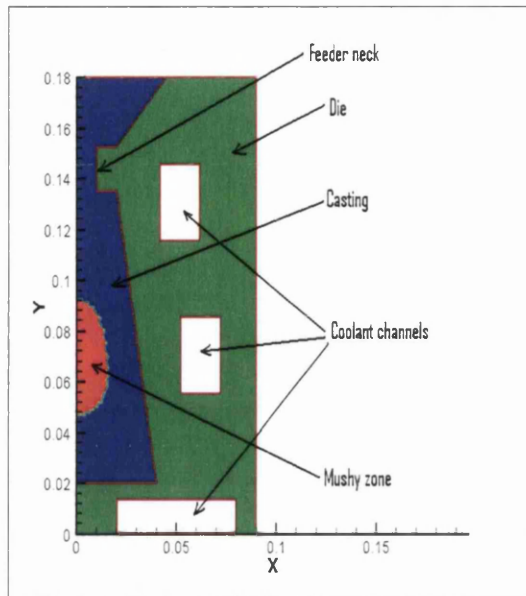 Feeder neck
0.18
Die
0.16
0.14
Casting
0.12
0.1
Y
Coolant channels
0.08
0.06
Mushy zone
0.04
0.02
0
0
0.05
0.1
0.15
X